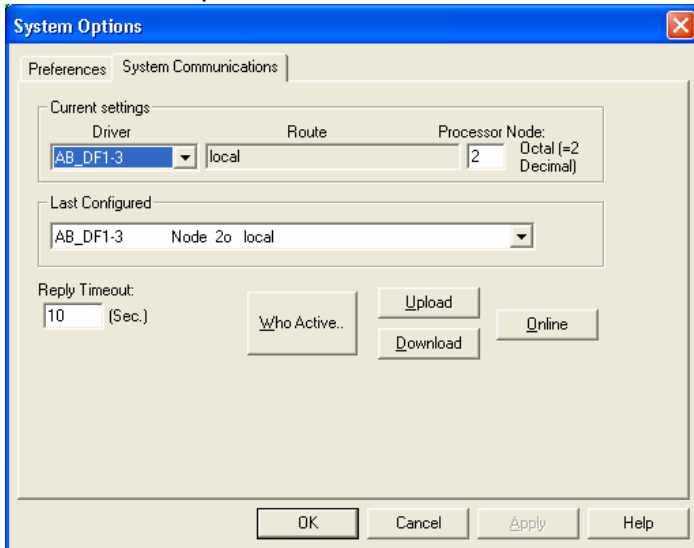 System Options
Preferences System Communications
Current settings
Driver Route Processor Node:
AB_DF1-3 local 2 Octal (=2
Decimal)
Last Configured
AB_DF1-3 Node 2o local
Reply Timeout:
10 (Sec.)
Who Active..
Upload
Download
Online
OK Cancel Apply Help